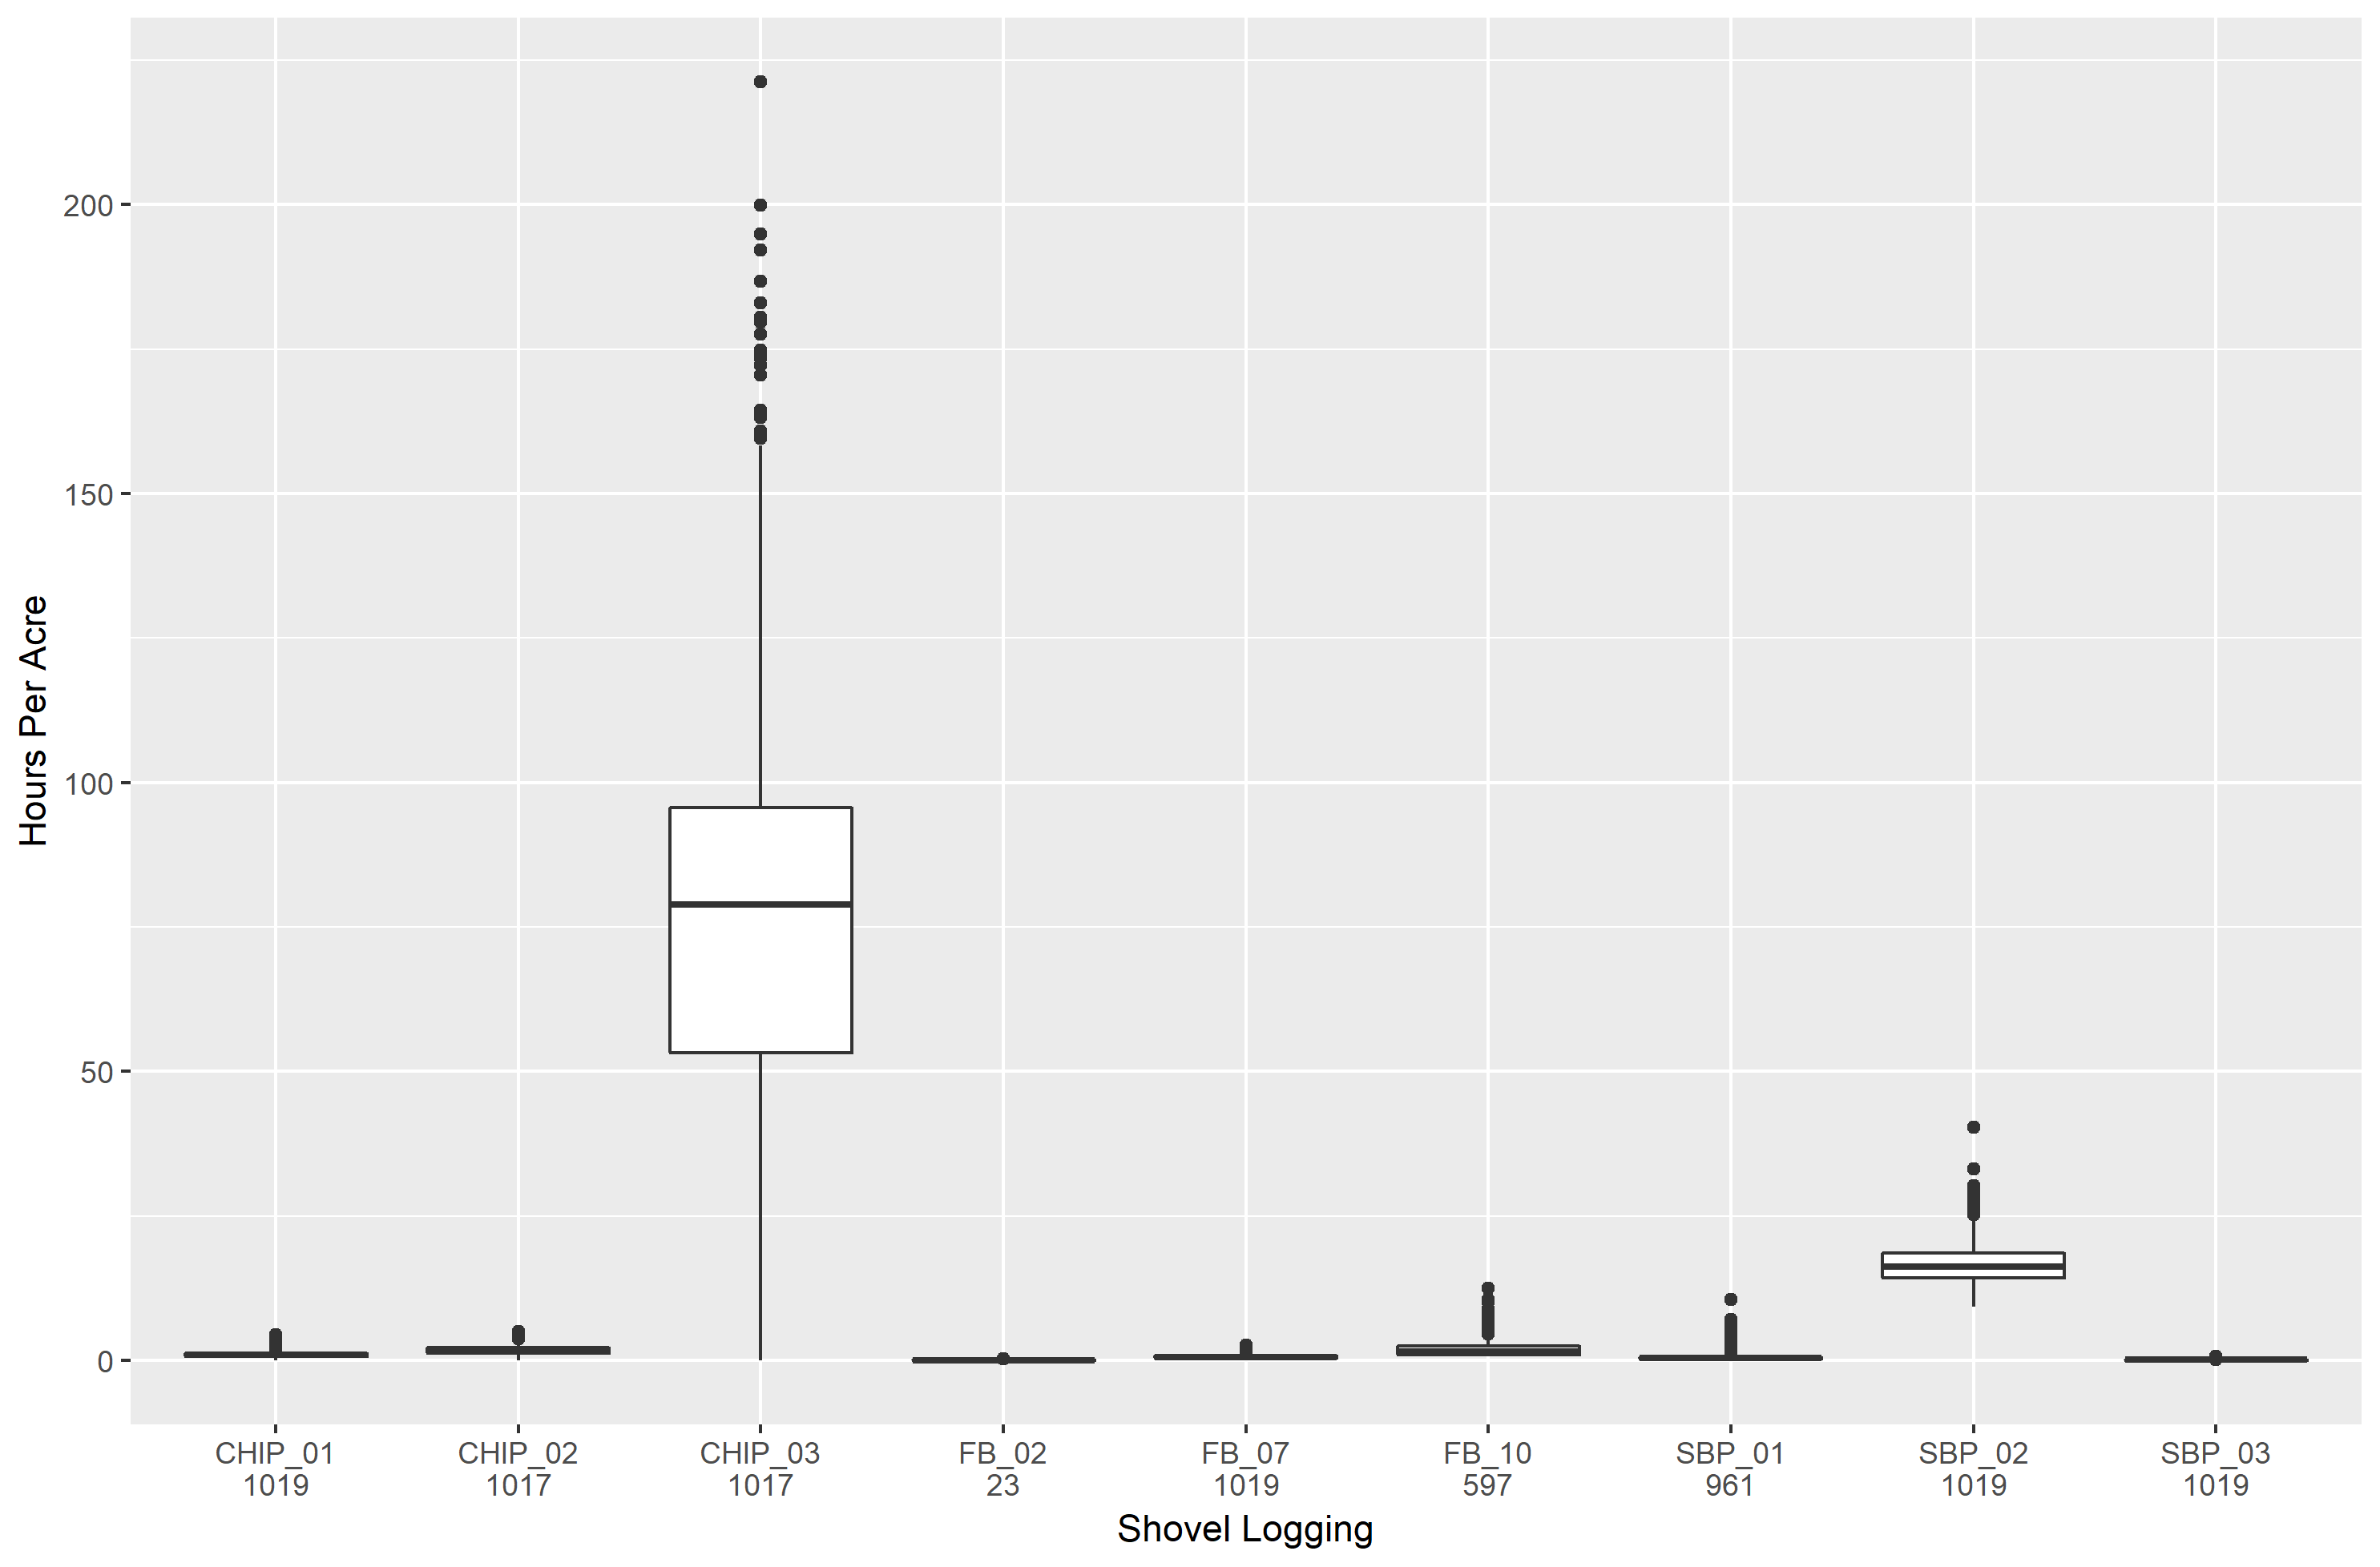 Hours Per Acre
200
150
100
50
0
CHIP_01 CHIP_02 CHIP_03 FB_02 FB_07 FB_10 SBP_01 SBP_02 SBP_03
1019 1017 1017 23 1019 597 961 1019 1019
Shovel Logging